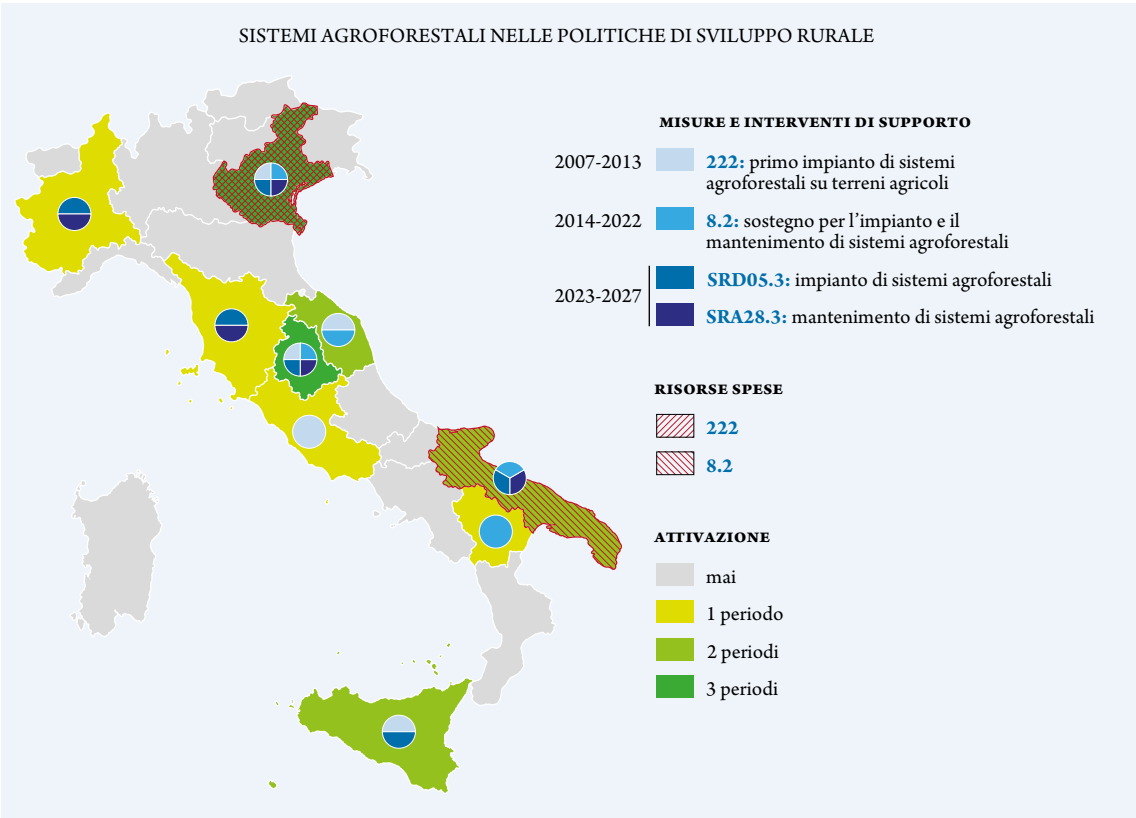 SISTEMI AGROFORESTALI NELLE POLITICHE DI SVILUPPO RURALE
MISURE E INTERVENTI DI SUPPORTO
2007-2013
222: primo impianto di sistemi
agroforestali su terreni agricoli
2014-2022
8.2: sostegno per l'impianto e il
mantenimento di sistemi agroforestali
2023-2027
SRD05.3: impianto di sistemi agroforestali
SRA28.3: mantenimento di sistemi agroforestali
RISORSE SPESE
222
8.2
ATTIVAZIONE
mai
1 periodo
2 periodi
3 periodi